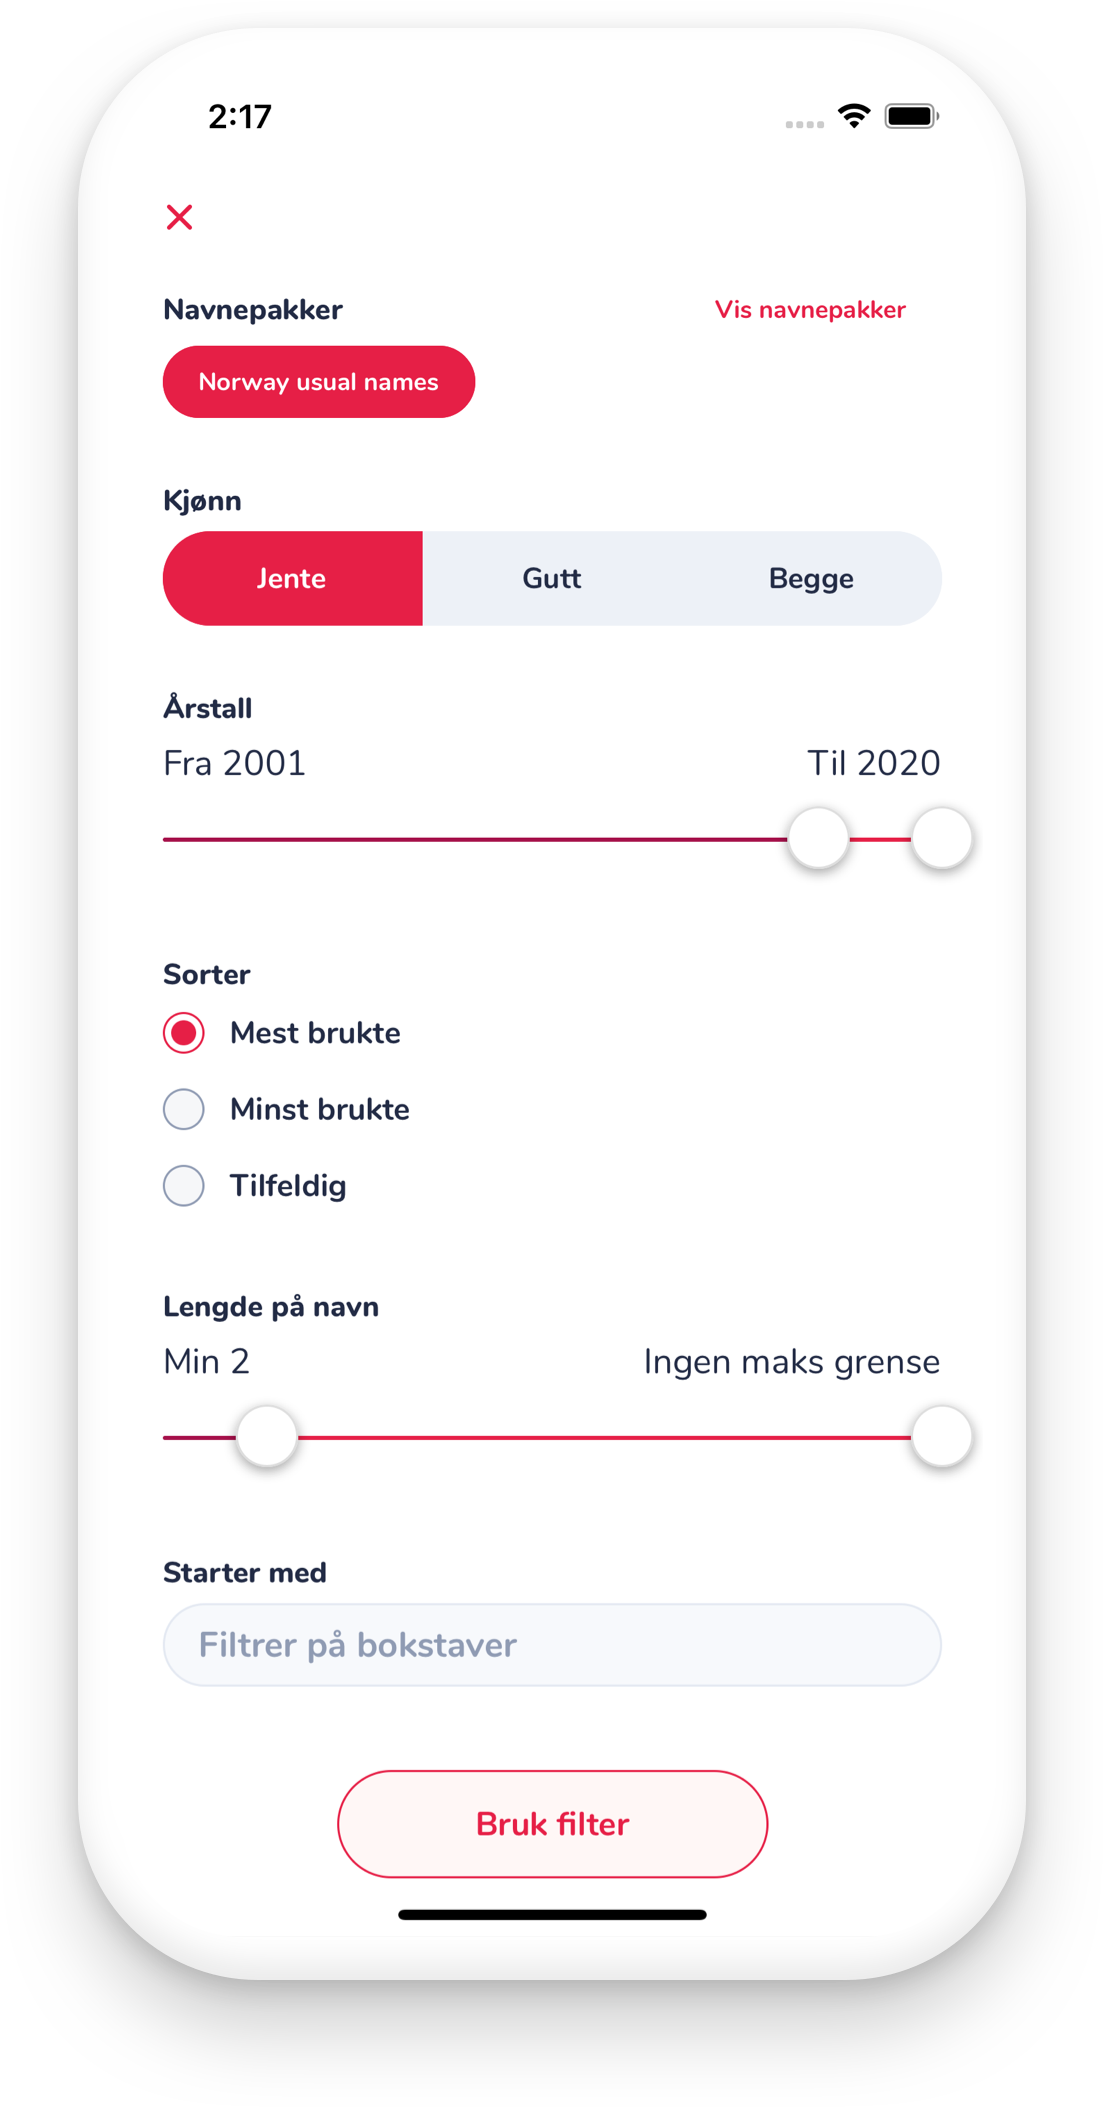 2:17
Navnepakker Vis navnepakker
Norway usual names
Kjønn
Jente Gutt Begge
Årstall
Fra 2001 Til 2020
Sorter
Mest brukte
Minst brukte
Tilfeldig
Lengde på navn
Min 2 Ingen maks grense
Starter med
Filtrer på bokstaver
Bruk filter